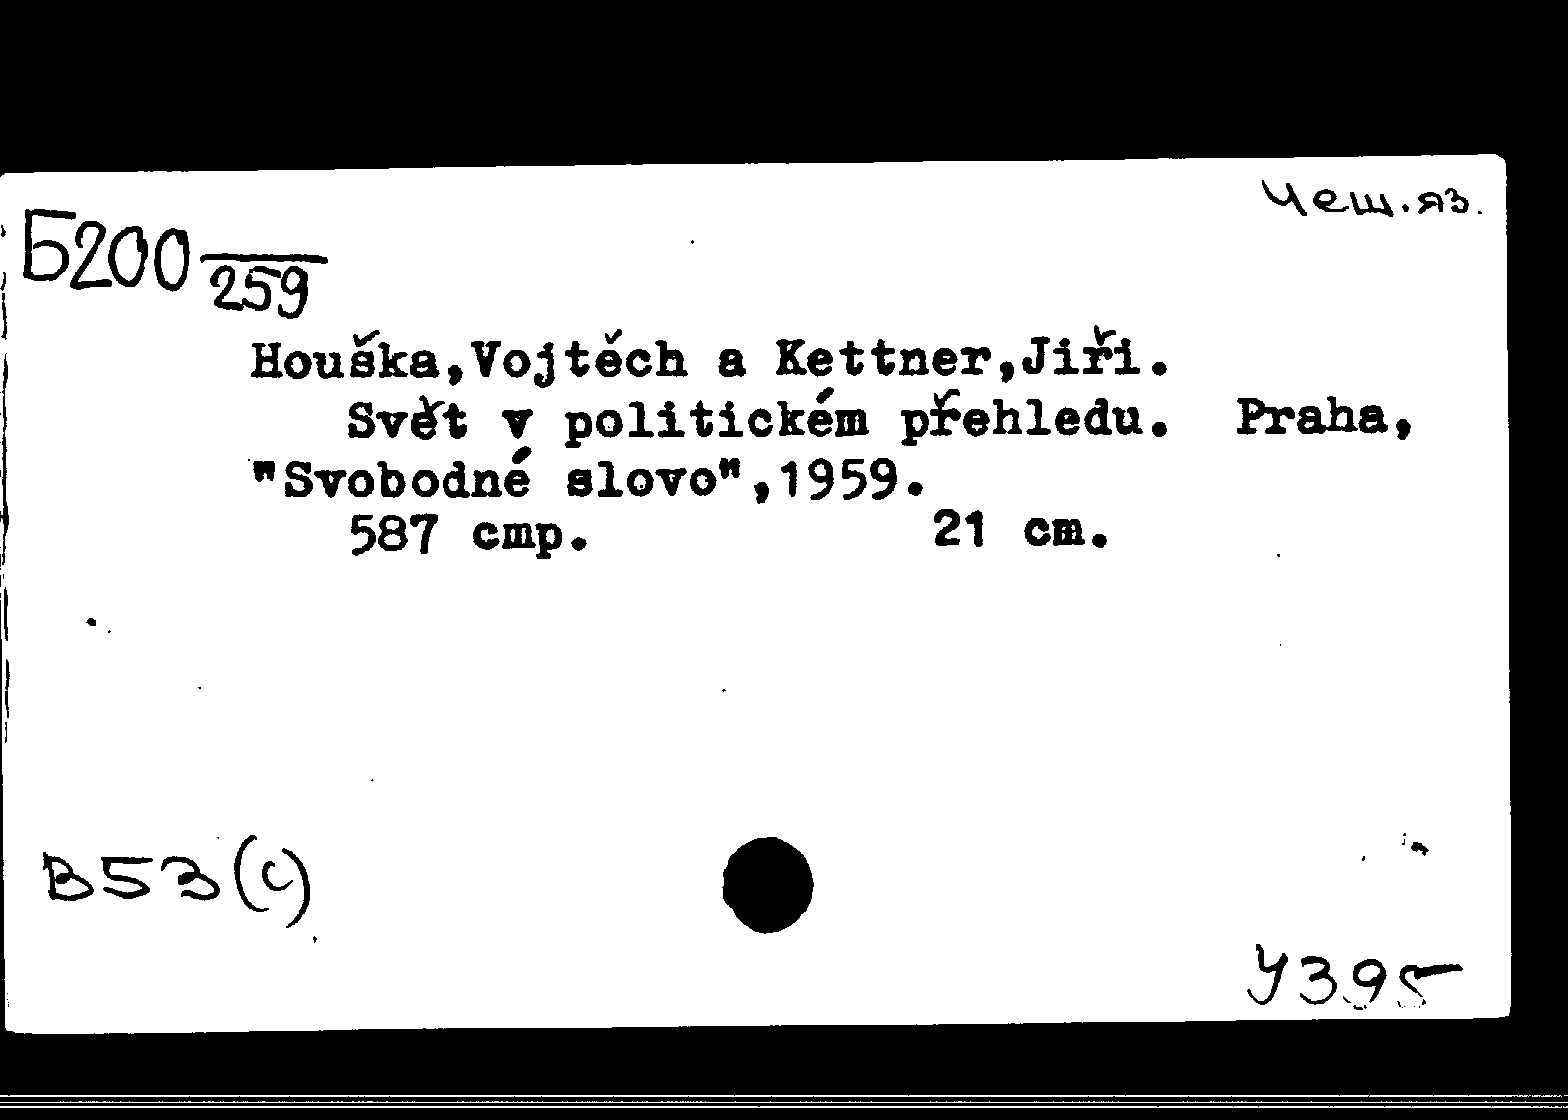 Чеш.яз.
Б200
259
Houška,Vojtěch a Kettner,Jiří.
Svět v politickém přehledu. Praha,
"Svobodné slovo",1959.
587 стр. 21 cm.
В53(с)
У395